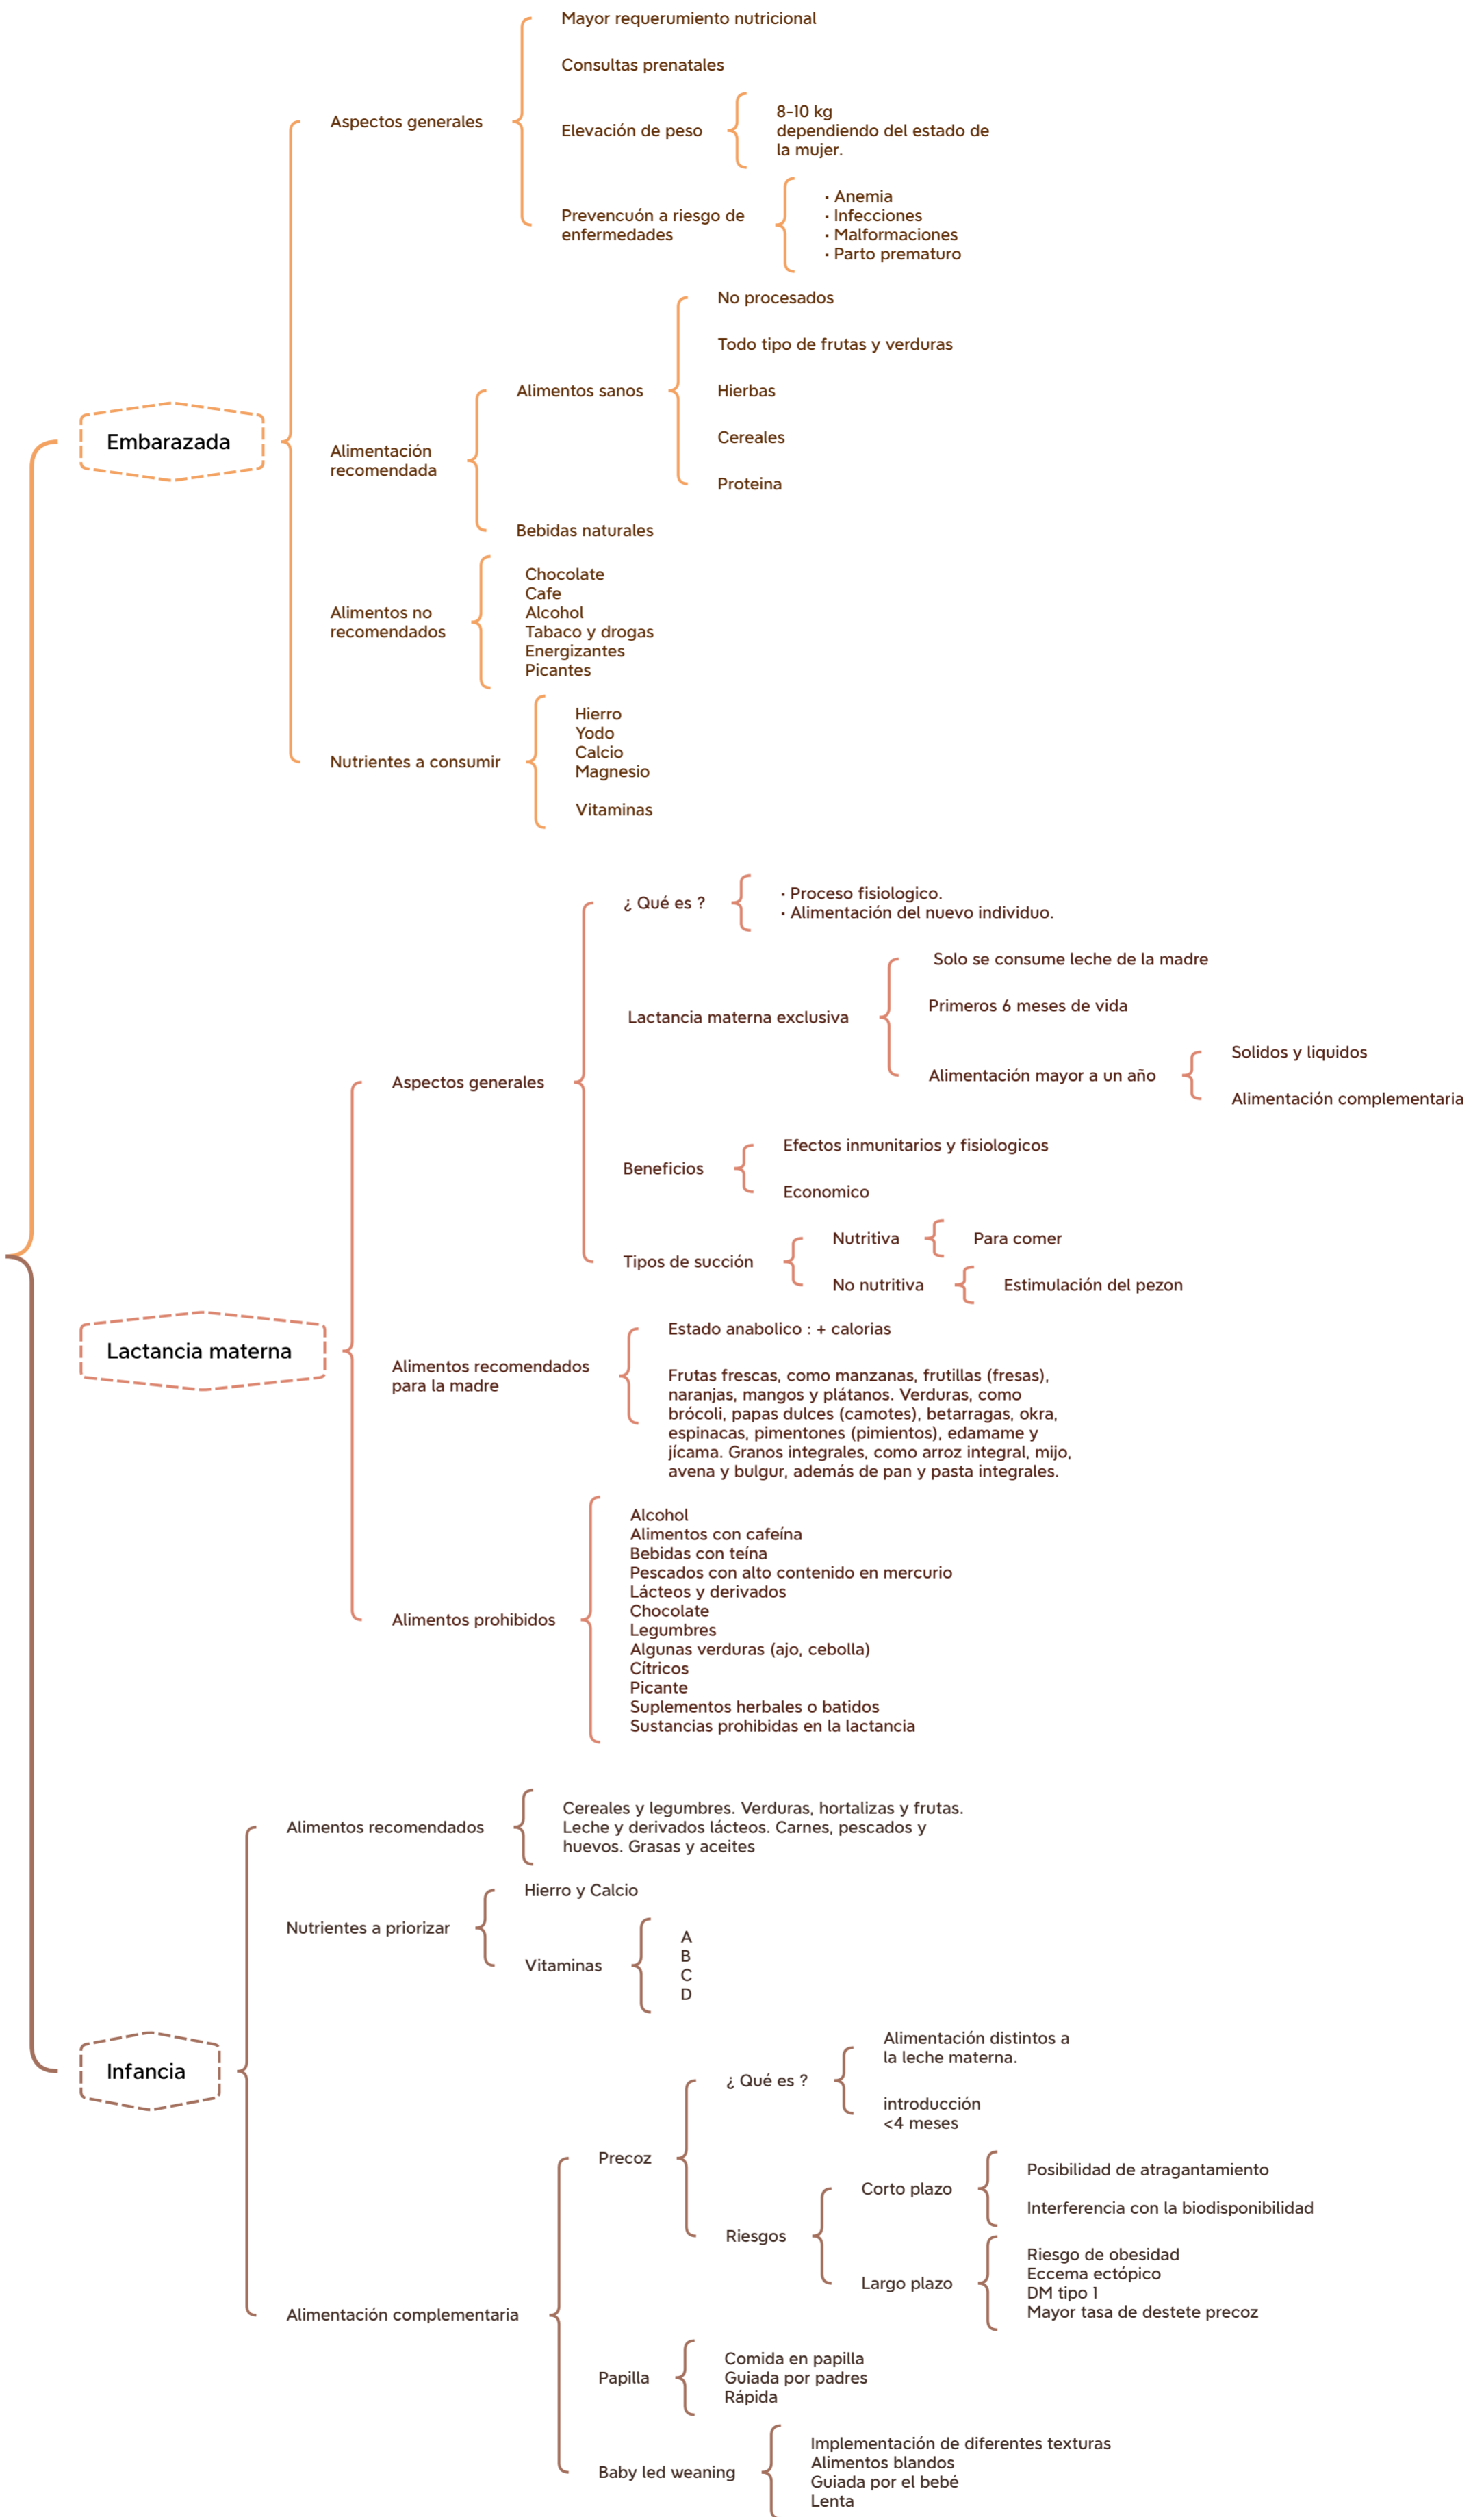 Embarazada
Aspectos generales
Mayor requerumiento nutricional
Consultas prenatales
Elevación de peso
8-10 kg
dependiendo del estado de
la mujer.
Prevencuón a riesgo de
enfermedades
· Anemia
· Infecciones
· Malformaciones
· Parto prematuro
Alimentación
recomendada
Alimentos sanos
No procesados
Todo tipo de frutas y verduras
Hierbas
Cereales
Proteina
Bebidas naturales
Alimentos no
recomendados
Chocolate
Cafe
Alcohol
Tabaco y drogas
Energizantes
Picantes
Nutrientes a consumir
Hierro
Yodo
Calcio
Magnesio
Vitaminas
Lactancia materna
Aspectos generales
¿ Qué es ?
· Proceso fisiologico.
· Alimentación del nuevo individuo.
Lactancia materna exclusiva
Solo se consume leche de la madre
Primeros 6 meses de vida
Alimentación mayor a un año
Solidos y liquidos
Alimentación complementaria
Beneficios
Efectos inmunitarios y fisiologicos
Economico
Tipos de succión
Nutritiva
Para comer
No nutritiva
Estimulación del pezon
Alimentos recomendados
para la madre
Estado anabolico : + calorias
Frutas frescas, como manzanas, frutillas (fresas),
naranjas, mangos y plátanos. Verduras, como
brócoli, papas dulces (camotes), betarragas, okra,
espinacas, pimentones (pimientos), edamame y
jícama. Granos integrales, como arroz integral, mijo,
avena y bulgur, además de pan y pasta integrales.
Alimentos prohibidos
Alcohol
Alimentos con cafeína
Bebidas con teína
Pescados con alto contenido en mercurio
Lácteos y derivados
Chocolate
Legumbres
Algunas verduras (ajo, cebolla)
Cítricos
Picante
Suplementos herbales o batidos
Sustancias prohibidas en la lactancia
Infancia
Alimentos recomendados
Cereales y legumbres. Verduras, hortalizas y frutas.
Leche y derivados lácteos. Carnes, pescados y
huevos. Grasas y aceites
Nutrientes a priorizar
Hierro y Calcio
Vitaminas
A
B
C
D
Alimentación complementaria
Precoz
¿ Qué es ?
Alimentación distintos a
la leche materna.
introducción
<4 meses
Riesgos
Corto plazo
Posibilidad de atragantamiento
Interferencia con la biodisponibilidad
Largo plazo
Riesgo de obesidad
Eccema ectópico
DM tipo 1
Mayor tasa de destete precoz
Papilla
Comida en papilla
Guiada por padres
Rápida
Baby led weaning
Implementación de diferentes texturas
Alimentos blandos
Guiada por el bebé
Lenta